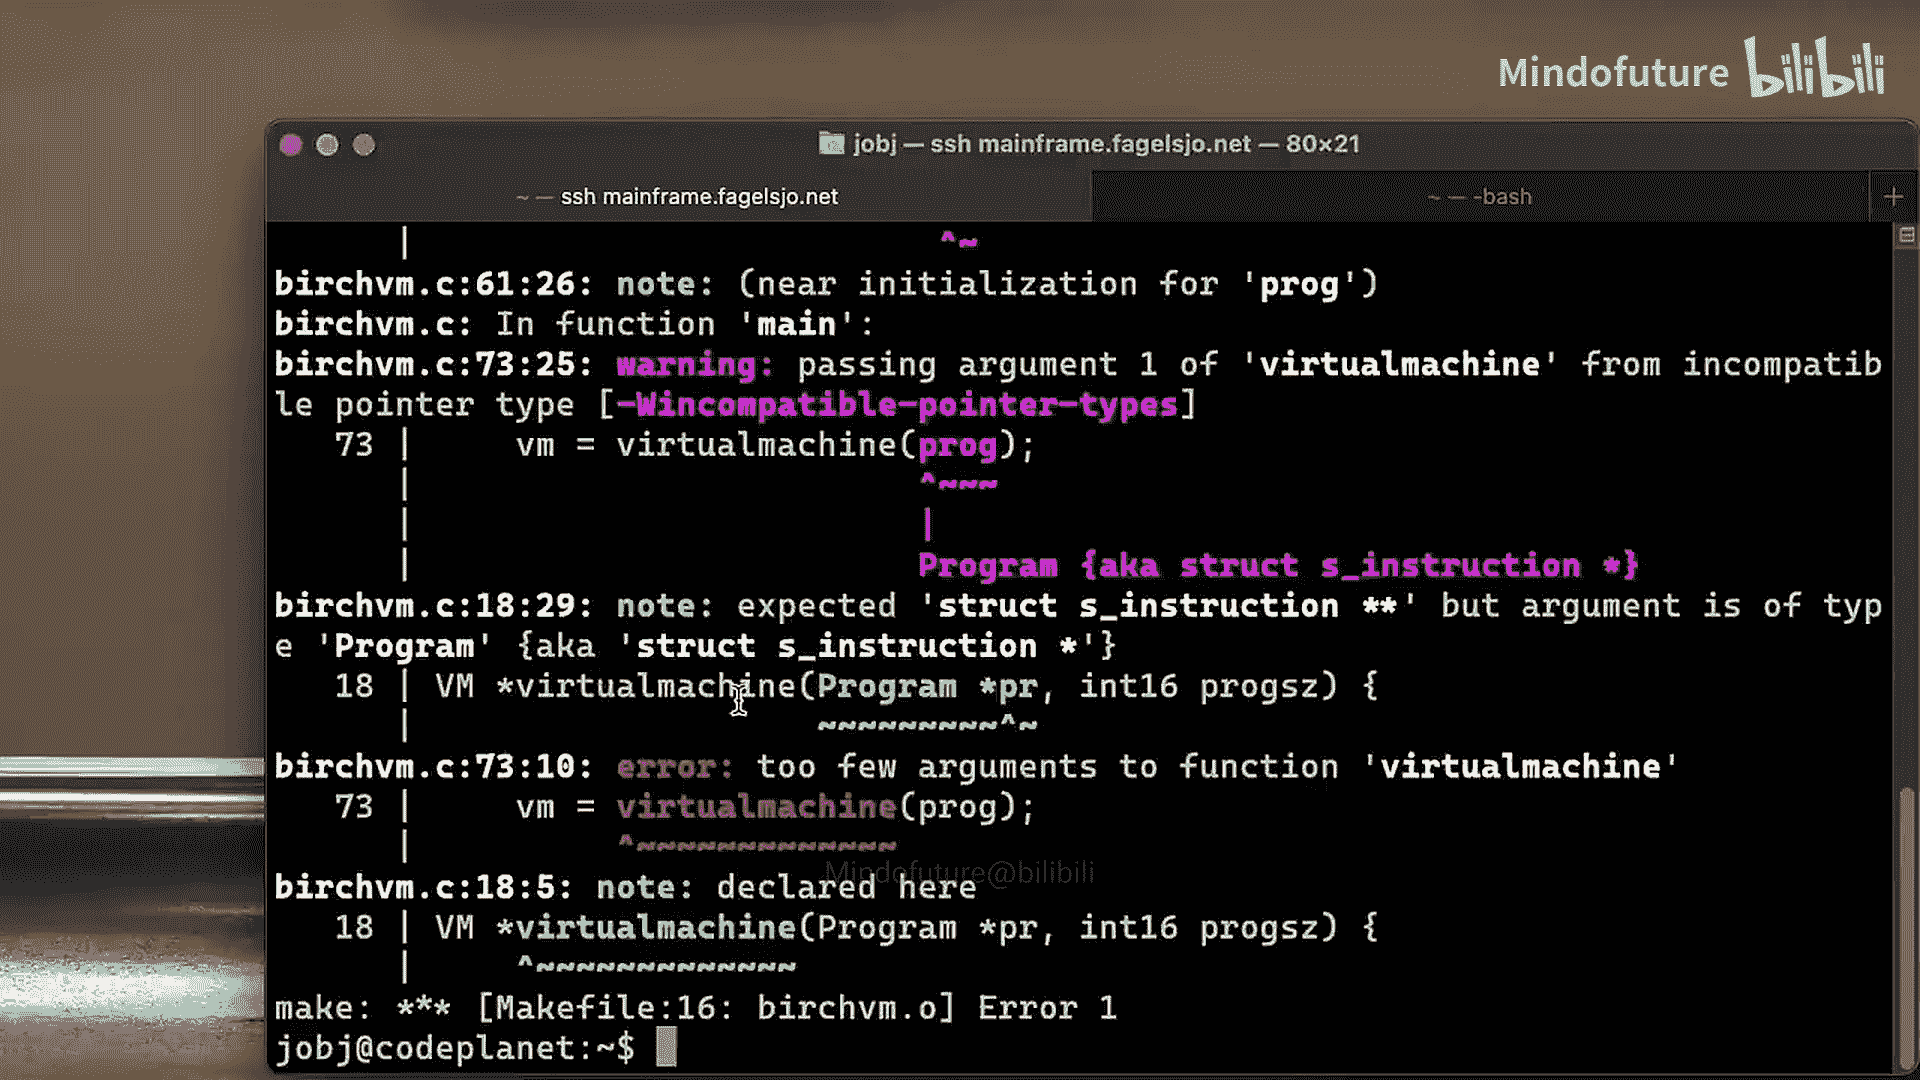 Mindofuture bilibili
jobj — ssh mainframe.fagelsjo.net — 80×21
~ — ssh mainframe.fagelsjo.net
~ — -bash
+
| ^~
birchvm.c:61:26: note: (near initialization for 'prog')
birchvm.c: In function 'main':
birchvm.c:73:25: warning: passing argument 1 of 'virtualmachine' from incompatib
le pointer type [-Wincompatible-pointer-types]
73 | vm = virtualmachine(prog);
| ^~~~
| |
| Program {aka struct s_instruction *}
birchvm.c:18:29: note: expected 'struct s_instruction **' but argument is of typ
e 'Program' {aka 'struct s_instruction *'}
18 | VM *virtualmachine(Program *pr, int16 progsz) {
| ~~~~~~~~~^~
birchvm.c:73:10: error: too few arguments to function 'virtualmachine'
73 | vm = virtualmachine(prog);
| ^~~~~~~~~~~~~~
Mindofuture@bilibili
birchvm.c:18:5: note: declared here
18 | VM *virtualmachine(Program *pr, int16 progsz) {
| ^~~~~~~~~~~~~~
make: *** [Makefile:16: birchvm.o] Error 1
jobj@codeplanet:~$